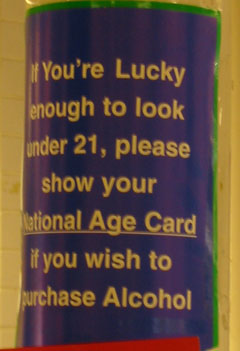 If You're Lucky
enough to look
under 21, please
show your
National Age Card
if you wish to
purchase Alcohol